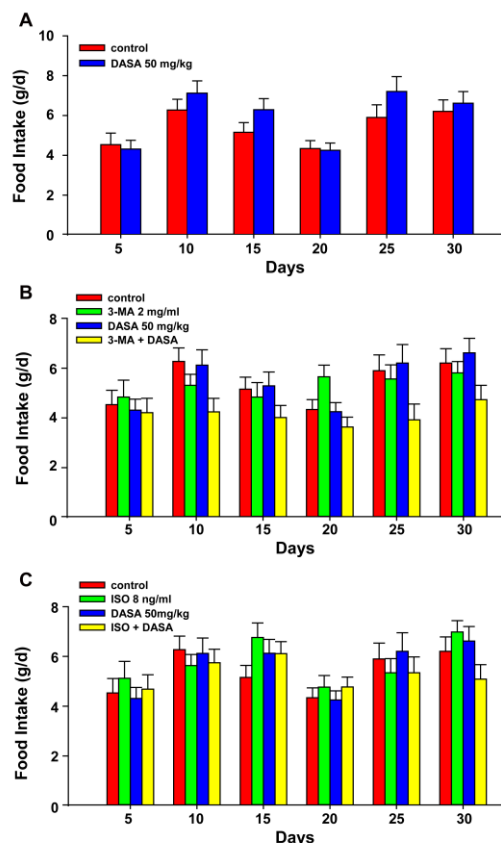 A
10
control
DASA 50 mg/kg
8
6
4
2
0
Food Intake (g/d)
5 10 15 20 25 30
Days
B
control
3-MA 2 mg/ml
DASA 50 mg/kg
3-MA + DASA
8
6
4
2
0
Food Intake (g/d)
5 10 15 20 25 30
Days
C
control
ISO 8 ng/ml
DASA 50mg/kg
ISO + DASA
8
6
4
2
0
Food Intake (g/d)
5 10 15 20 25 30
Days